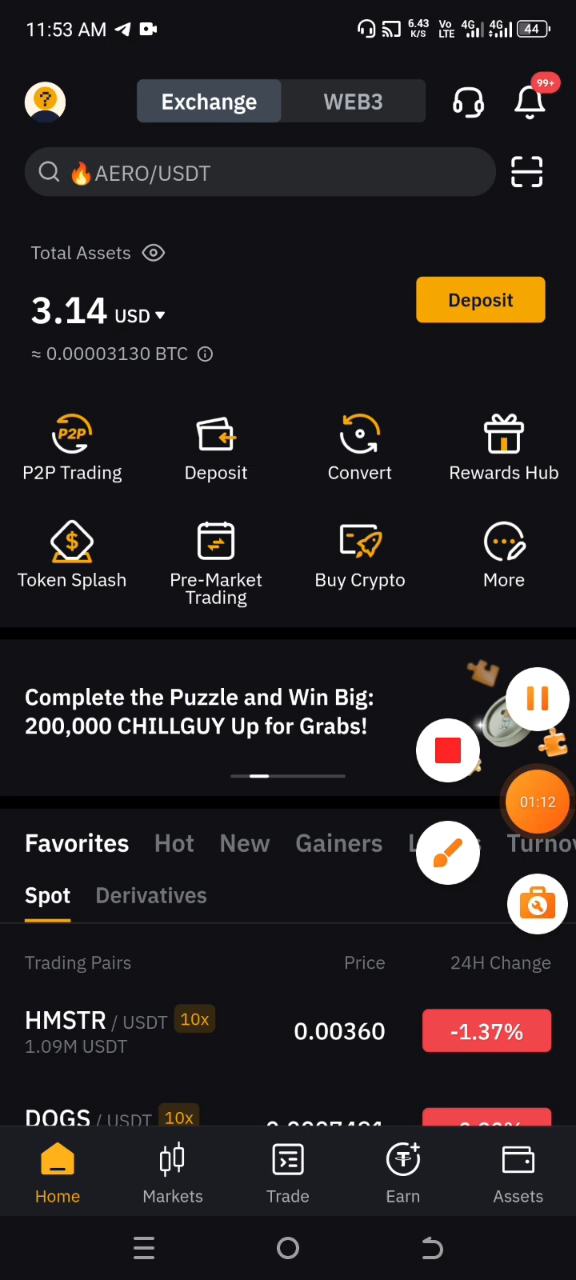 11:53 AM
6.43 K/S
Vo LTE
4G
4G
44
Exchange
WEB3
99+
🔥AERO/USDT
Total Assets
3.14 USD
Deposit
≈ 0.00003130 BTC
P2P
P2P Trading
Deposit
Convert
Rewards Hub
Token Splash
Pre-Market
Trading
Buy Crypto
More
Complete the Puzzle and Win Big:
200,000 CHILLGUY Up for Grabs!
01:12
Favorites
Hot
New
Gainers
Spot
Derivatives
Trading Pairs
Price
24H Change
HMSTR / USDT 10x
0.00360
-1.37%
1.09M USDT
DOGS / USDT 10x
Home
Markets
Trade
Earn
Assets